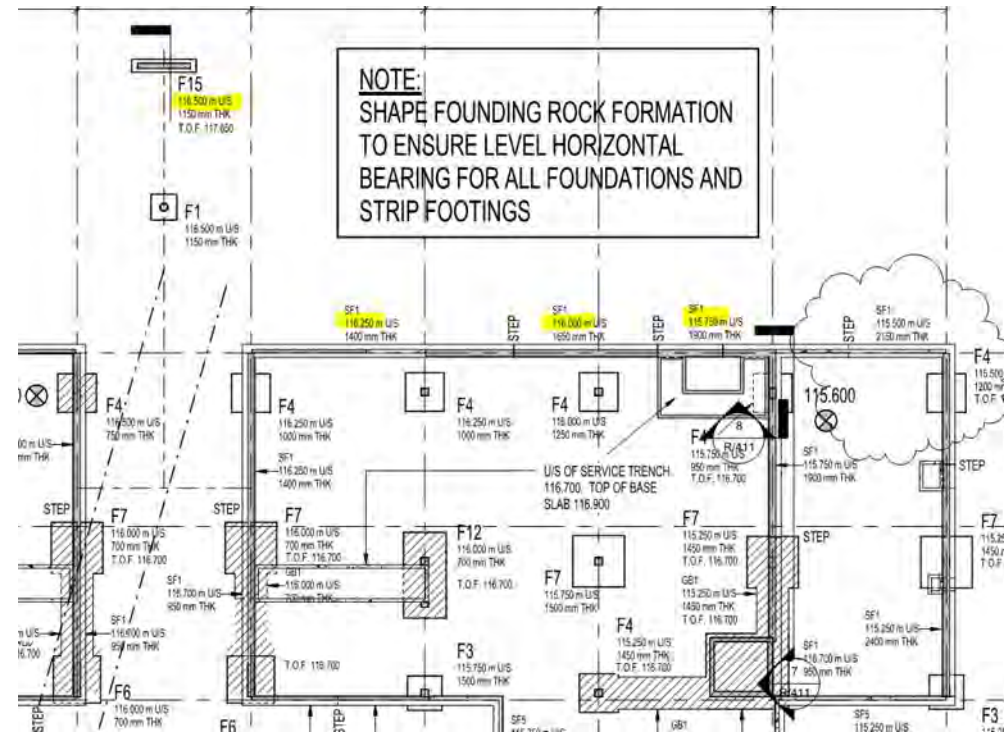 F15
116.500 m U/S
1150 mm THK
T.O.F. 117.650
NOTE:
SHAPE FOUNDING ROCK FORMATION
TO ENSURE LEVEL HORIZONTAL
BEARING FOR ALL FOUNDATIONS AND
STRIP FOOTINGS
F1
116.500 m U/S
1150 mm THK
SF1
116.250 m U/S
1400 mm THK
STEP
SF1
116.000 m U/S
1650 mm THK
STEP
SF1
115.750 m U/S
1900 mm THK
STEP
SF1
115.500 m U/S
2150 mm THK
F4
115.500
1200 mm
T.O.F.
F4
116.500 m U/S
750 mm THK
F4
116.250 m U/S
1000 mm THK
F4
116.250 m U/S
1000 mm THK
F4
116.000 m U/S
1250 mm THK
8
R/411
F4
115.750 m U/S
950 mm THK
T.O.F. 116.700
115.600
SF1
116.250 m U/S
1400 mm THK
U/S OF SERVICE TRENCH
116.700 TOP OF BASE
SLAB 116.900
SF1
115.750 m U/S
1900 mm THK
STEP
STEP
F7
116.000 m U/S
700 mm THK
T.O.F. 116.700
STEP
F7
116.000 m U/S
700 mm THK
T.O.F. 116.700
F12
116.000 m U/S
700 mm THK
T.O.F. 116.700
F7
115.250 m U/S
1450 mm THK
T.O.F. 116.700
STEP
F7
GB1
116.000 m U/S
700 mm THK
SF1
116.700 m U/S
950 mm THK
F7
115.750 m U/S
1500 mm THK
GB1
115.250 m U/S
1450 mm THK
T.O.F. 116.700
SF1
950 mm THK
F4
115.250 m U/S
1450 mm THK
T.O.F. 116.700
SF1
115.250 m U/S
2400 mm THK
T.O.F. 116.700
F3
115.750 m U/S
1500 mm THK
SF1
116.700 m U/S
950 mm THK
7
R/411
F6
116.000 m U/S
700 mm THK
STEP
F6
STEP
SF5
GB1
SF5
115.250 m U/S
F3